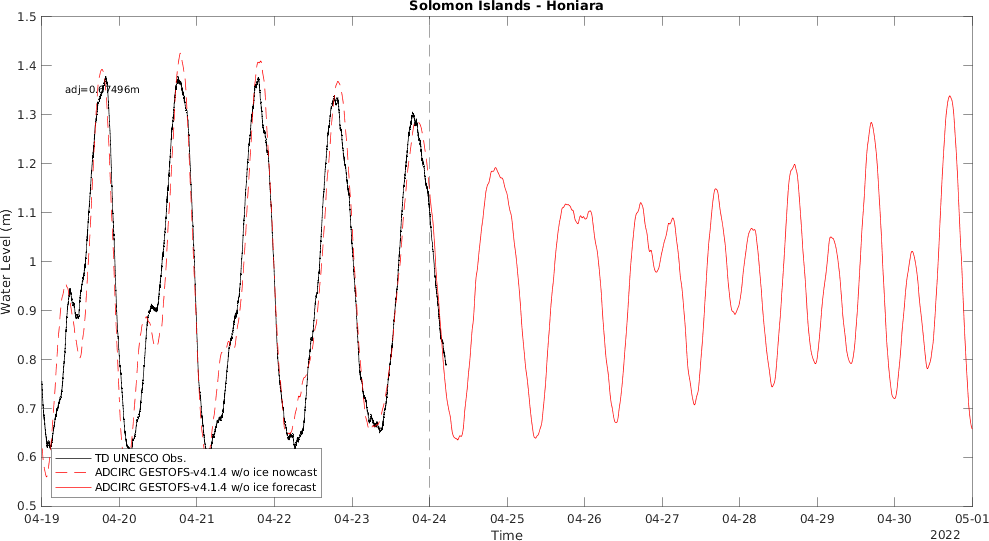 Solomon Islands - Honiara
1.5
1.4
1.3
1.2
1.1
1
0.9
0.8
0.7
0.6
0.5
Water Level (m)
adj=0.67496m
TD UNESCO Obs.
ADCIRC GESTOFS-v4.1.4 w/o ice nowcast
ADCIRC GESTOFS-v4.1.4 w/o ice forecast
04-19 04-20 04-21 04-22 04-23 04-24 04-25 04-26 04-27 04-28 04-29 04-30 05-01
Time
2022